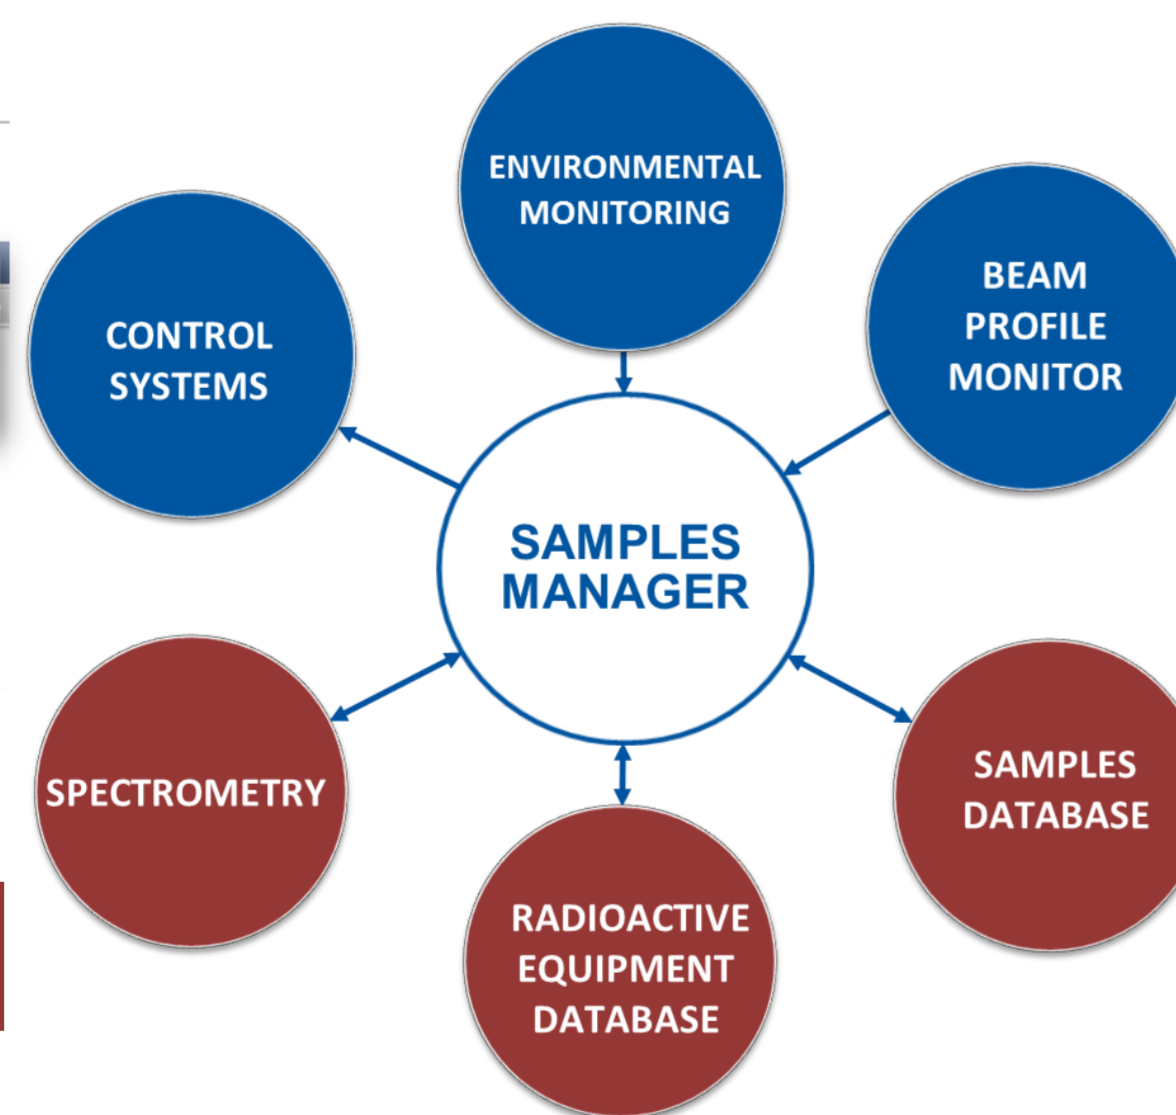 ENVIRONMENTAL
MONITORING
BEAM
PROFILE
MONITOR
CONTROL
SYSTEMS
SAMPLES
MANAGER
SPECTROMETRY
SAMPLES
DATABASE
RADIOACTIVE
EQUIPMENT
DATABASE